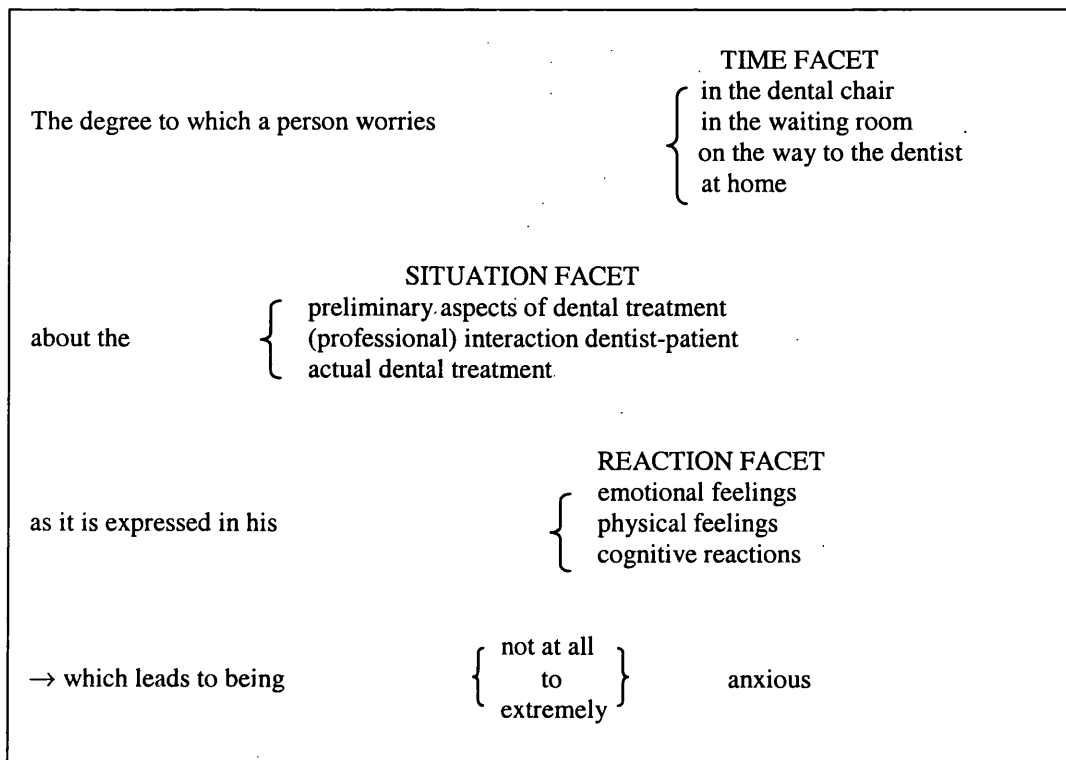 TIME FACET
in the dental chair
The degree to which a person worries
in the waiting room
on the way to the dentist
at home
SITUATION FACET
preliminary aspects of dental treatment
about the
(professional) interaction dentist-patient
actual dental treatment
REACTION FACET
emotional feelings
as it is expressed in his
physical feelings
cognitive reactions
not at all
→ which leads to being
to
anxious
extremely